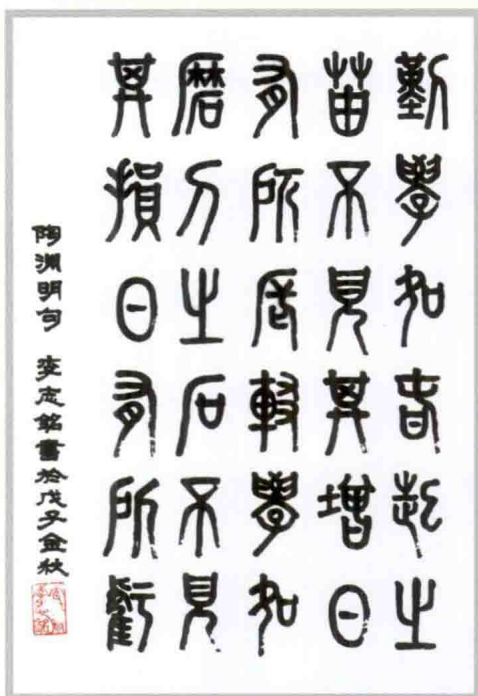 勤學如春起之
苗不見其增日
有所長輟學如
磨刀之石不見
其損日有所虧
陶淵明句 李志銘書於戊子金秋